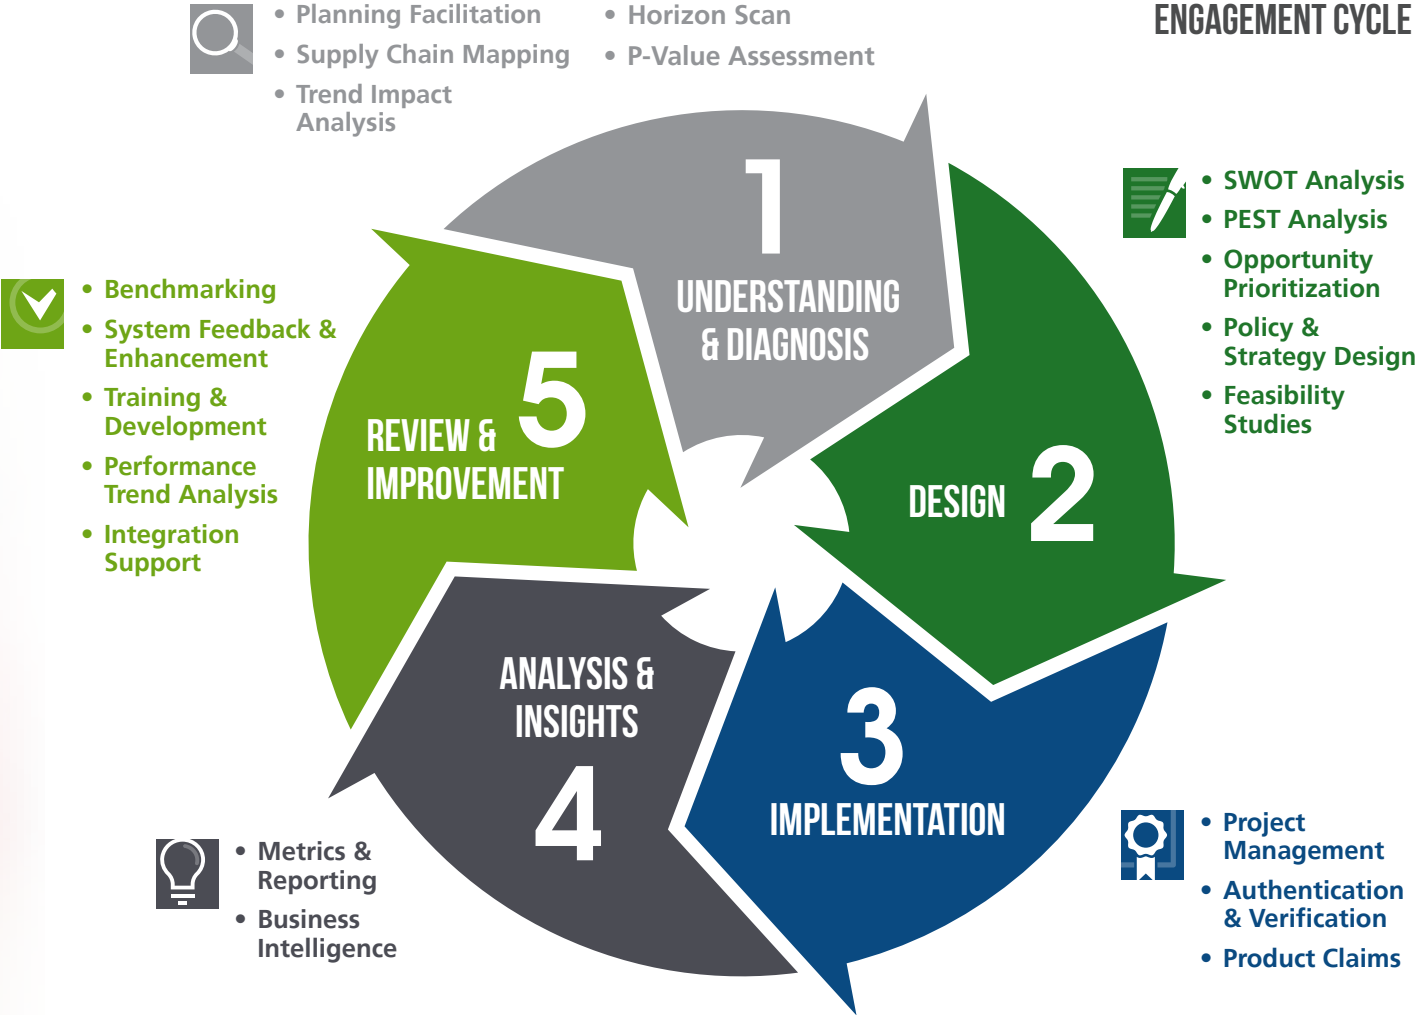 ENGAGEMENT CYCLE
• Planning Facilitation
• Supply Chain Mapping
• Trend Impact
Analysis
• Horizon Scan
• P-Value Assessment
1
UNDERSTANDING
& DIAGNOSIS
• SWOT Analysis
• PEST Analysis
• Opportunity
Prioritization
• Policy &
Strategy Design
• Feasibility
Studies
DESIGN 2
3
IMPLEMENTATION
• Project
Management
• Authentication
& Verification
• Product Claims
ANALYSIS &
INSIGHTS
4
• Metrics &
Reporting
• Business
Intelligence
5
REVIEW &
IMPROVEMENT
• Benchmarking
• System Feedback &
Enhancement
• Training &
Development
• Performance
Trend Analysis
• Integration
Support